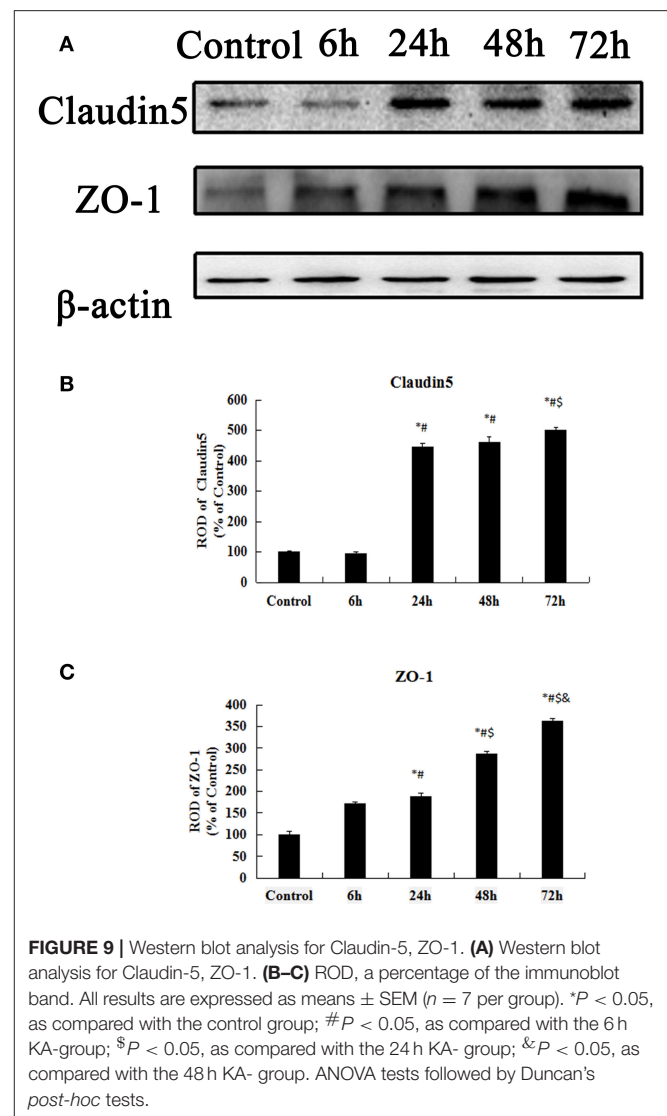 A
Control 6h 24h 48h 72h
Claudin5
ZO-1
β-actin
B
Claudin5
ROD of Claudin5
(% of Control)
600
500
400
300
200
100
0
*#
*#
*#$
Control 6h 24h 48h 72h
C
ZO-1
ROD of ZO-1
(% of Control)
400
350
300
250
200
150
100
50
0
*#
*#$
*#$&
Control 6h 24h 48h 72h
FIGURE 9 | Western blot analysis for Claudin-5, ZO-1. (A) Western blot
analysis for Claudin-5, ZO-1. (B–C) ROD, a percentage of the immunoblot
band. All results are expressed as means ± SEM (n = 7 per group). *P < 0.05,
as compared with the control group; #P < 0.05, as compared with the 6 h
KA-group; $P < 0.05, as compared with the 24 h KA- group; &P < 0.05, as
compared with the 48 h KA- group. ANOVA tests followed by Duncan's
post-hoc tests.